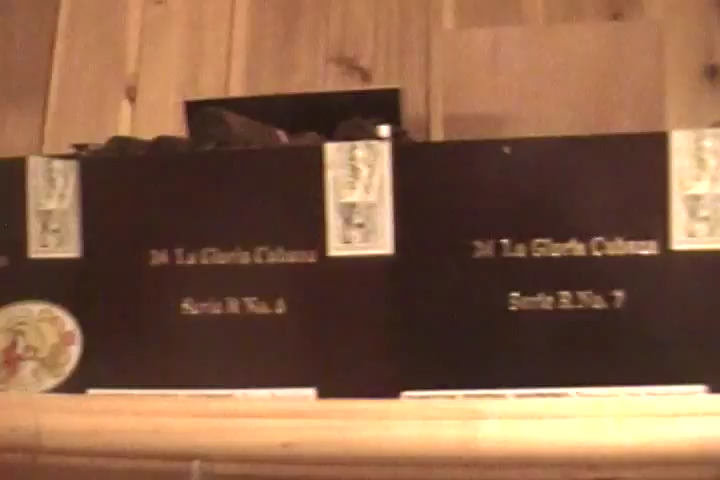 24 La Gloria Cubana
Serie R No. 6
24 La Gloria Cubana
Serie R No. 7